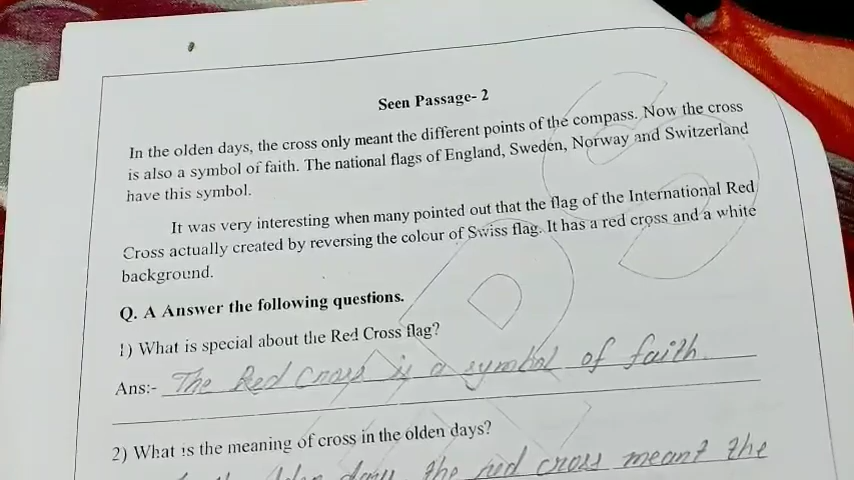 Seen Passage- 2
In the olden days, the cross only meant the different points of the compass. Now the cross
is also a symbol of faith. The national flags of England, Sweden, Norway and Switzerland
have this symbol.
It was very interesting when many pointed out that the flag of the International Red
Cross actually created by reversing the colour of Swiss flag. It has a red cross and a white
background.
Q. A Answer the following questions.
1) What is special about the Red Cross flag?
Ans:- The Red Cross is a symbol of faith.
2) What is the meaning of cross in the olden days?
days the red cross meant the